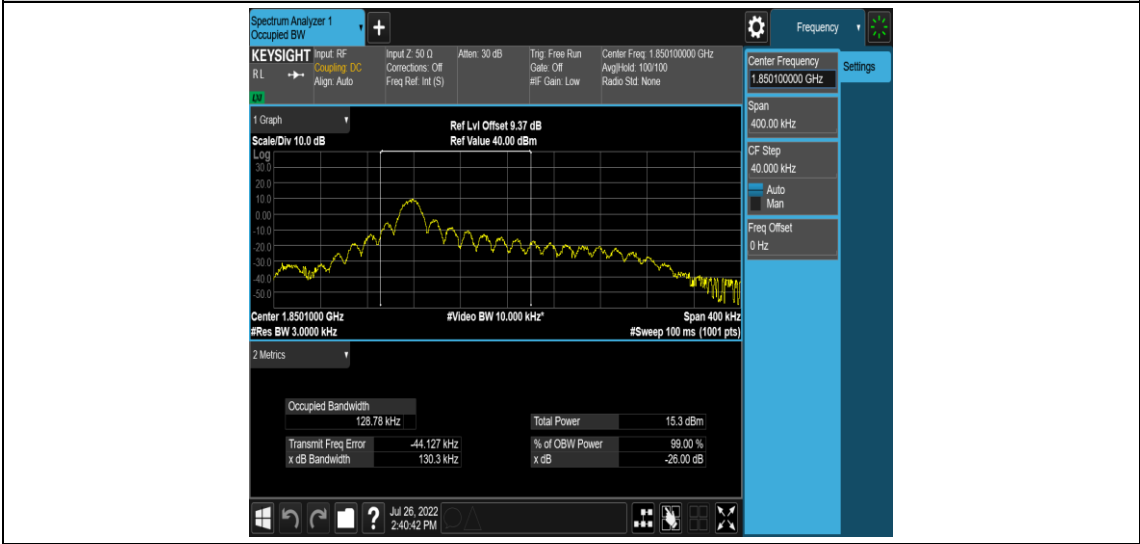 Spectrum Analyzer 1
Occupied BW
+
Frequency
KEYSIGHT
RL
LW
Input: RF
Coupling: DC
Align: Auto
Input Z: 50 Ω
Corrections: Off
Freq Ref: Int (S)
Atten: 30 dB
Trig: Free Run
Gate: Off
#IF Gain: Low
Center Freq: 1.850100000 GHz
Avg|Hold: 100/100
Radio Std: None
Center Frequency
1.850100000 GHz
Settings
Span
400.00 kHz
CF Step
40.000 kHz
Auto
Man
Freq Offset
0 Hz
1 Graph
Scale/Div 10.0 dB
Ref Lvl Offset 9.37 dB
Ref Value 40.00 dBm
Log
30.0
20.0
10.0
0.00
-10.0
-20.0
-30.0
-40.0
-50.0
Center 1.8501000 GHz
#Res BW 3.0000 kHz
#Video BW 10.000 kHz*
Span 400 kHz
#Sweep 100 ms (1001 pts)
2 Metrics
Occupied Bandwidth
128.78 kHz
Total Power 15.3 dBm
Transmit Freq Error -44.127 kHz
% of OBW Power 99.00 %
x dB Bandwidth 130.3 kHz
x dB -26.00 dB
?
Jul 26, 2022
2:40:42 PM